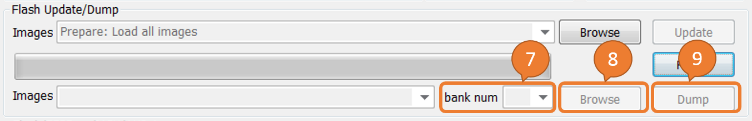 Flash Update/Dump
Images Prepare: Load all images Browse Update
7 8 9
Images bank num Browse Dump